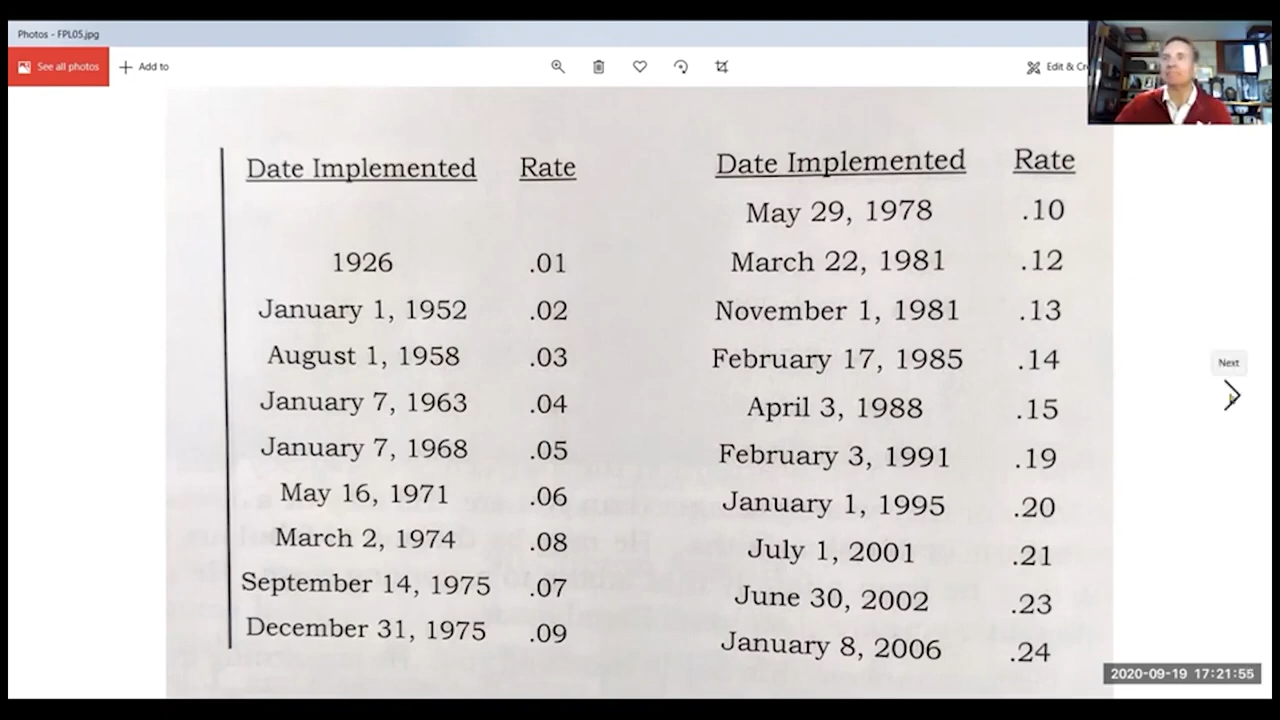 Photos - FPL05.jpg
See all photos
Add to
Edit &
Date Implemented Rate
1926 .01
January 1, 1952 .02
August 1, 1958 .03
January 7, 1963 .04
January 7, 1968 .05
May 16, 1971 .06
March 2, 1974 .08
September 14, 1975 .07
December 31, 1975 .09
Date Implemented Rate
May 29, 1978 .10
March 22, 1981 .12
November 1, 1981 .13
February 17, 1985 .14
April 3, 1988 .15
February 3, 1991 .19
January 1, 1995 .20
July 1, 2001 .21
June 30, 2002 .23
January 8, 2006 .24
Next
2020-09-19 17:21:55